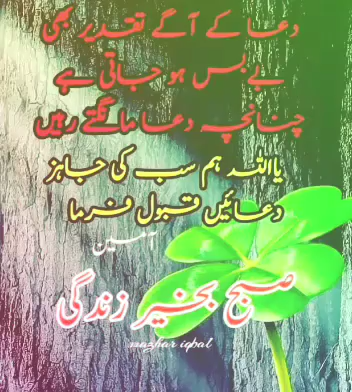 دعا کے آگے تقدیر بھی
بے بس ہو جاتی ہے
چنانچہ دعا مانگتے رہیں
یااللہ ہم سب کی جاہز
دعائیں قبول فرما
آمین
صبح بخیر زندگی
mazhar iqbal